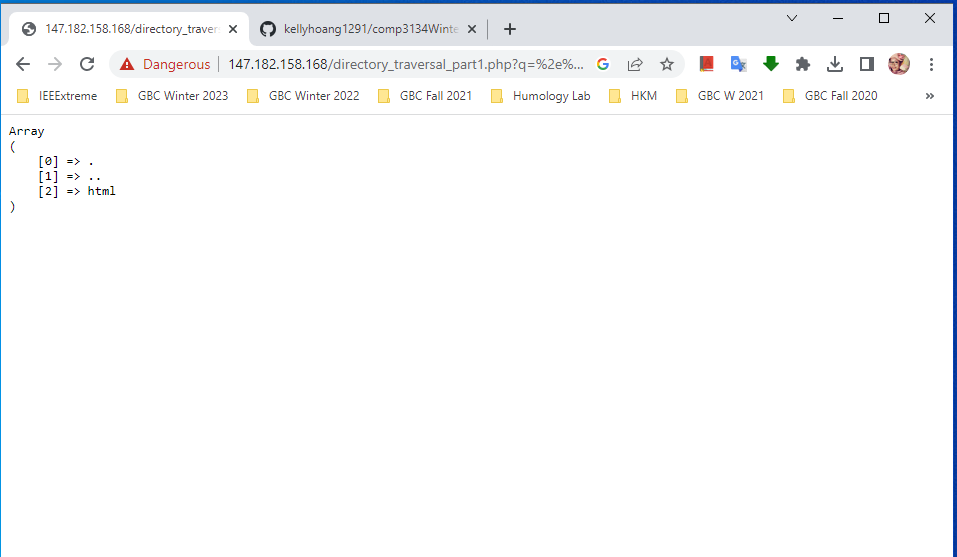 147.182.158.168/directory_traver
kellyhoang1291/comp3134Winte
Dangerous 147.182.158.168/directory_traversal_part1.php?q=%2e%...
IEEExtreme GBC Winter 2023 GBC Winter 2022 GBC Fall 2021 Humology Lab HKM GBC W 2021 GBC Fall 2020 »
Array
(
[0] => .
[1] => ..
[2] => html
)